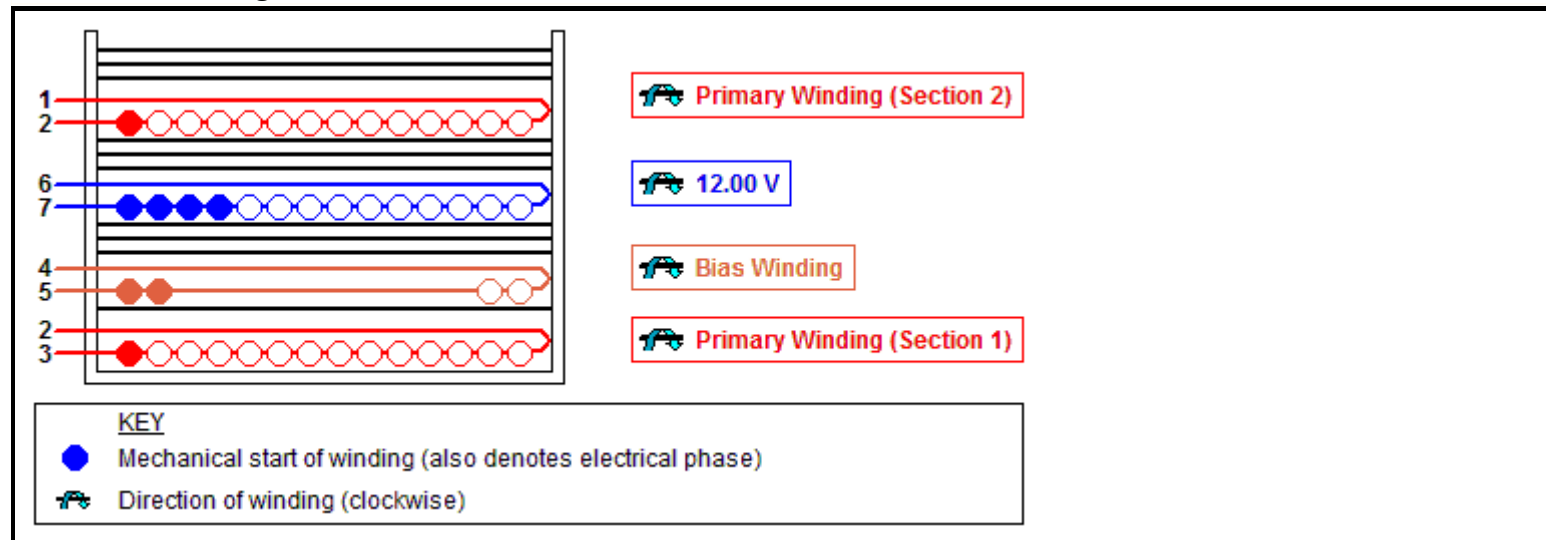 1
2
Primary Winding (Section 2)
6
7
12.00 V
4
5
Bias Winding
2
3
Primary Winding (Section 1)
KEY
Mechanical start of winding (also denotes electrical phase)
Direction of winding (clockwise)